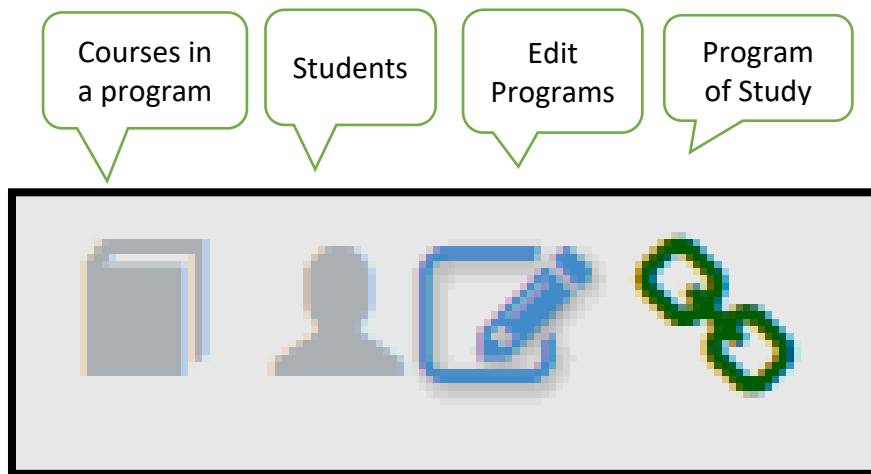 Courses in
a program
Students
Edit
Programs
Program
of Study